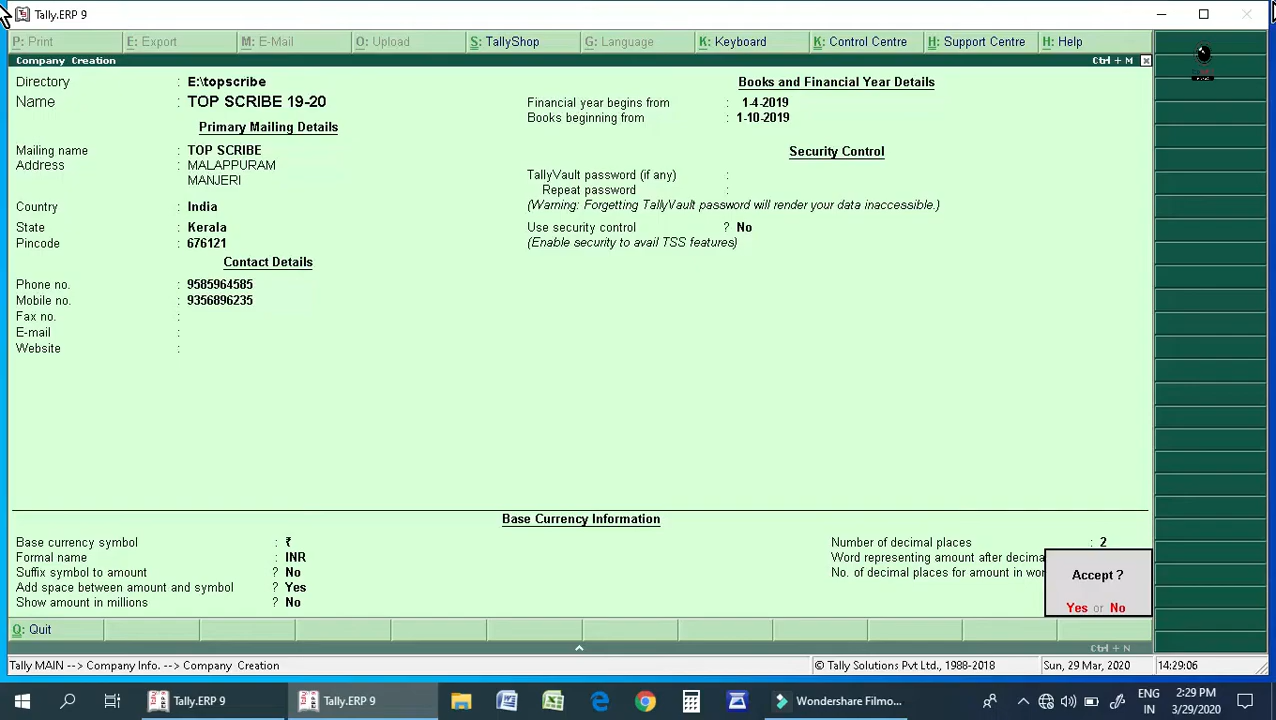 Tally.ERP 9
P: Print E: Export M: E-Mail O: Upload S: TallyShop G: Language K: Keyboard K: Control Centre H: Support Centre H: Help
Company Creation Ctrl + M
Directory : E:\topscribe
Name : TOP SCRIBE 19-20
Primary Mailing Details
Mailing name : TOP SCRIBE
Address : MALAPPURAM
MANJERI
Country : India
State : Kerala
Pincode : 676121
Contact Details
Phone no. : 9585964585
Mobile no. : 9356896235
Fax no. :
E-mail :
Website :
Books and Financial Year Details
Financial year begins from : 1-4-2019
Books beginning from : 1-10-2019
Security Control
TallyVault password (if any) :
Repeat password :
(Warning: Forgetting TallyVault password will render your data inaccessible.)
Use security control ? No
(Enable security to avail TSS features)
Base Currency Information
Base currency symbol : ₹
Formal name : INR
Suffix symbol to amount ? No
Add space between amount and symbol ? Yes
Show amount in millions ? No
Number of decimal places : 2
Word representing amount after decima
No. of decimal places for amount in wor
Accept ?
Yes or No
Q: Quit
Ctrl + N
Tally MAIN --> Company Info. --> Company Creation © Tally Solutions Pvt Ltd., 1988-2018 Sun, 29 Mar, 2020 14:29:06
Tally.ERP 9 Tally.ERP 9 Wondershare Filmo... ENG IN 2:29 PM 3/29/2020